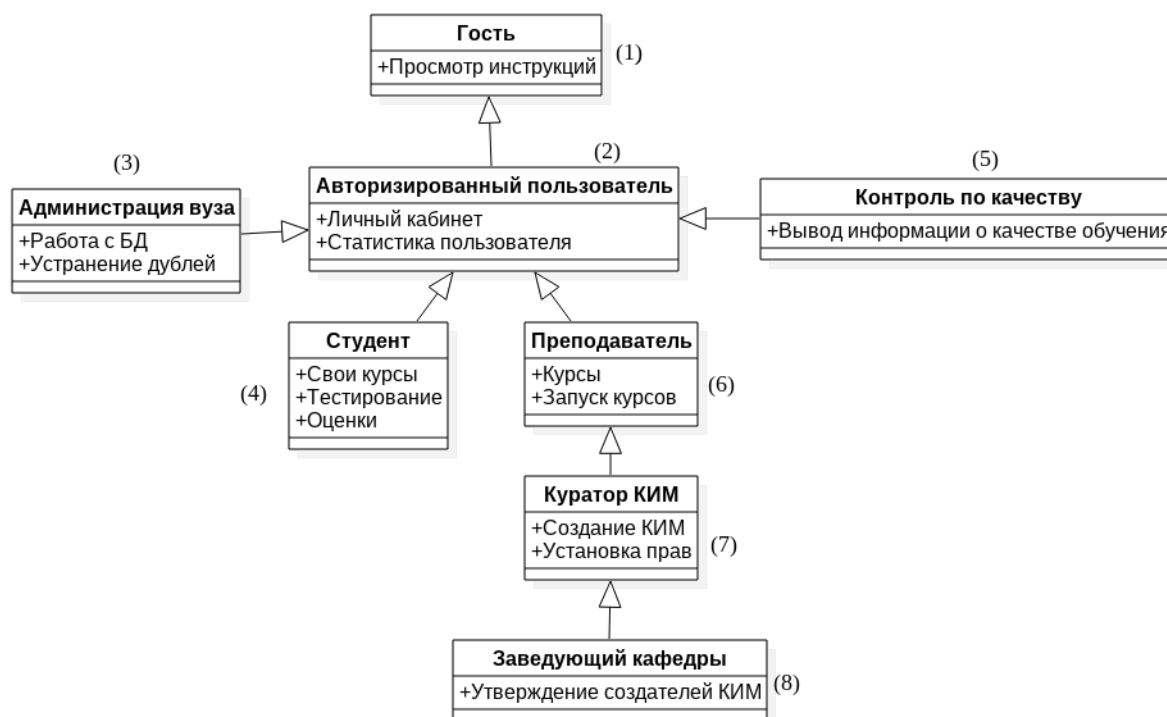 Гость
+Просмотр инструкций
(1)
(2)
Авторизированный пользователь
+Личный кабинет
+Статистика пользователя
(3)
Администрация вуза
+Работа с БД
+Устранение дублей
(5)
Контроль по качеству
+Вывод информации о качестве обучения
Студент
+Свои курсы
+Тестирование
+Оценки
(4)
Преподаватель
+Курсы
+Запуск курсов
(6)
Куратор КИМ
+Создание КИМ
+Установка прав
(7)
Заведующий кафедры
+Утверждение создателей КИМ
(8)